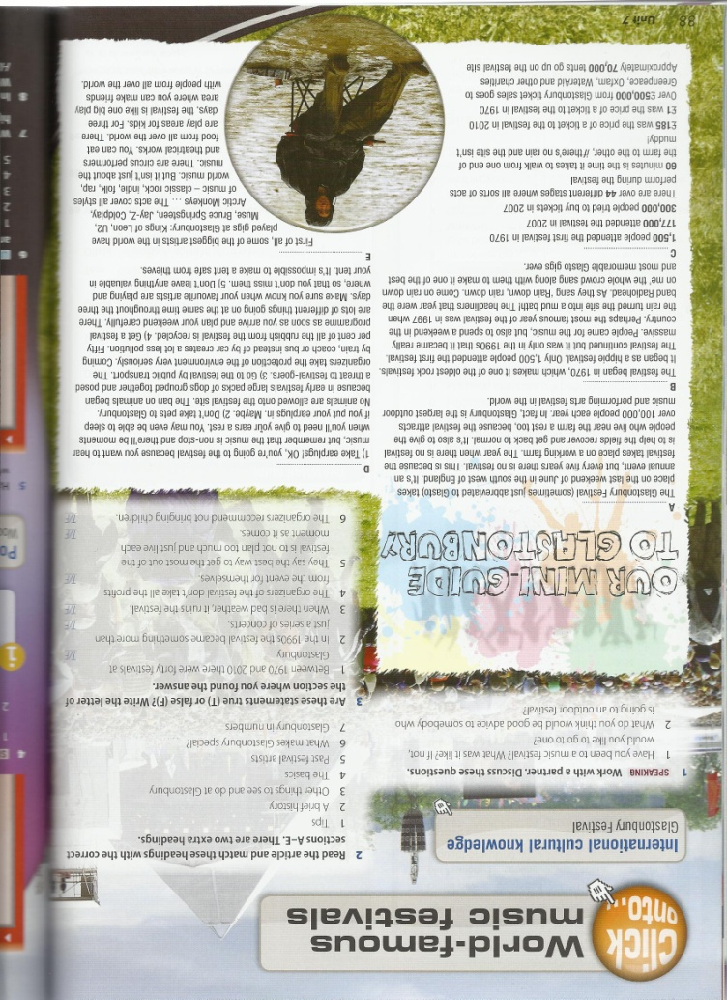 Click
onto...
World-famous
music festivals
International cultural knowledge
Glastonbury Festival
1 SPEAKING Work with a partner. Discuss these questions.
1 Have you been to a music festival? What was it like? If not,
would you like to go to one?
2 What do you think would be good advice to somebody who
is going to an outdoor festival?
2 Read the article and match these headings with the correct
sections A–E. There are two extra headings.
1 Tips
2 A brief history
3 Other things to see and do at Glastonbury
4 The basics
5 Past festival artists
6 What makes Glastonbury special?
7 Glastonbury in numbers
3 Are these statements true (T) or false (F)? Write the letter of
the section where you found the answer.
1 Between 1970 and 2010 there were forty festivals at
Glastonbury. T/F
2 In the 1990s the festival became something more than
just a series of concerts. T/F
3 When there is bad weather, it ruins the festival. T/F
4 The organizers of the festival don't take all the profits
from the event for themselves. T/F
5 They say the best way to get the most out of the
festival is to not plan too much and just live each
moment as it comes. T/F
6 The organizers recommend not bringing children. T/F
OUR MINI-GUIDE
TO GLASTONBURY
A
The Glastonbury Festival (sometimes just abbreviated to Glasto) takes
place on the last weekend of June in the south west of England. It's an
annual event, but every five years there is no festival. This is because the
festival takes place on a working farm. The year when there is no festival
is to help the fields recover and get back to normal. It's also to give the
people who live near the farm a rest too, because the festival attracts
over 100,000 people each year. In fact, Glastonbury is the largest outdoor
music and performing arts festival in the world.
B
The festival began in 1970, which makes it one of the oldest rock festivals.
It began as a hippie festival. Only 1,500 people attended the first festival.
The festival continued but it was only in the 1990s that it became really
massive. People came for the music, but also to spend a weekend in the
country. Perhaps the most famous year of the festival was in 1997 when
the rain turned the site into a mud bath! The headliners that year were the
band Radiohead. As they sang 'Rain down, rain down. Come on rain down
on me' the whole crowd sang along with them to make it one of the best
and most memorable Glasto gigs ever.
C
1,500 people attended the first festival in 1970
177,000 attended the festival in 2007
300,000 people tried to buy tickets in 2007
There are over 44 different stages where all sorts of acts
perform during the festival
60 minutes is the time it takes to walk from one end of
the farm to the other, if there's no rain and the site isn't
muddy!
£185 was the price of a ticket to the festival in 2010
£1 was the price of a ticket to the festival in 1970
Over £500,000 from Glastonbury ticket sales goes to
Greenpeace, Oxfam, WaterAid and other charities
Approximately 70,000 tents go up on the festival site
D
1) Take earplugs! OK, you're going to the festival because you want to hear
music, but remember that the music is non-stop and there'll be moments
when you'll need to give your ears a rest. You may even be able to sleep
if you put your earplugs in. Maybe. 2) Don't take pets to Glastonbury.
No animals are allowed onto the festival site. The ban on animals began
because in early festivals large packs of dogs grouped together and posed
a threat to festival-goers. 3) Go to the festival by public transport. The
organizers take the protection of the environment very seriously. Coming
by train, coach or bus instead of by car creates a lot less pollution. Fifty
per cent of all the rubbish from the festival is recycled. 4) Get a festival
programme as soon as you arrive and plan your weekend carefully. There
are lots of different things going on at the same time throughout the three
days. Make sure you know when your favourite artists are playing and
where, so that you don't miss them. 5) Don't leave anything valuable in
your tent. It's impossible to make a tent safe from thieves.
E
First of all, some of the biggest artists in the world have
played gigs at Glastonbury: Kings of Leon, U2,
Muse, Bruce Springsteen, Jay-Z, Coldplay,
Arctic Monkeys ... The acts cover all styles
of music – classic rock, indie, folk, rap,
world music. But it isn't just about the
music. There are circus performers
and theatrical works. You can eat
food from all over the world. There
are play areas for kids. For three
days, the festival is like one big play
area where you can make friends
with people from all over the world.
88 Unit 7